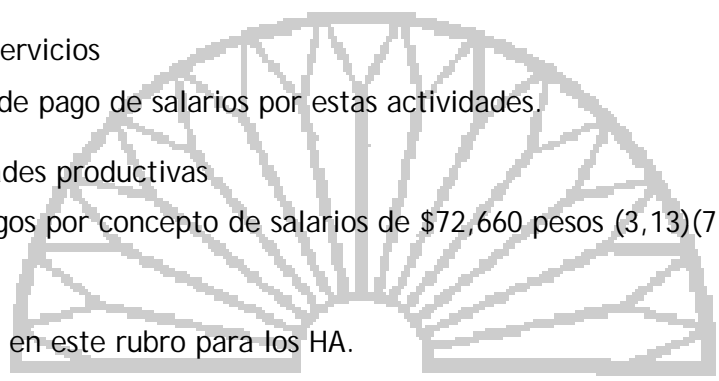 ervicios
de pago de salarios por estas actividades.
des productivas
gos por concepto de salarios de $72,660 pesos (3,13)(7
en este rubro para los HA.